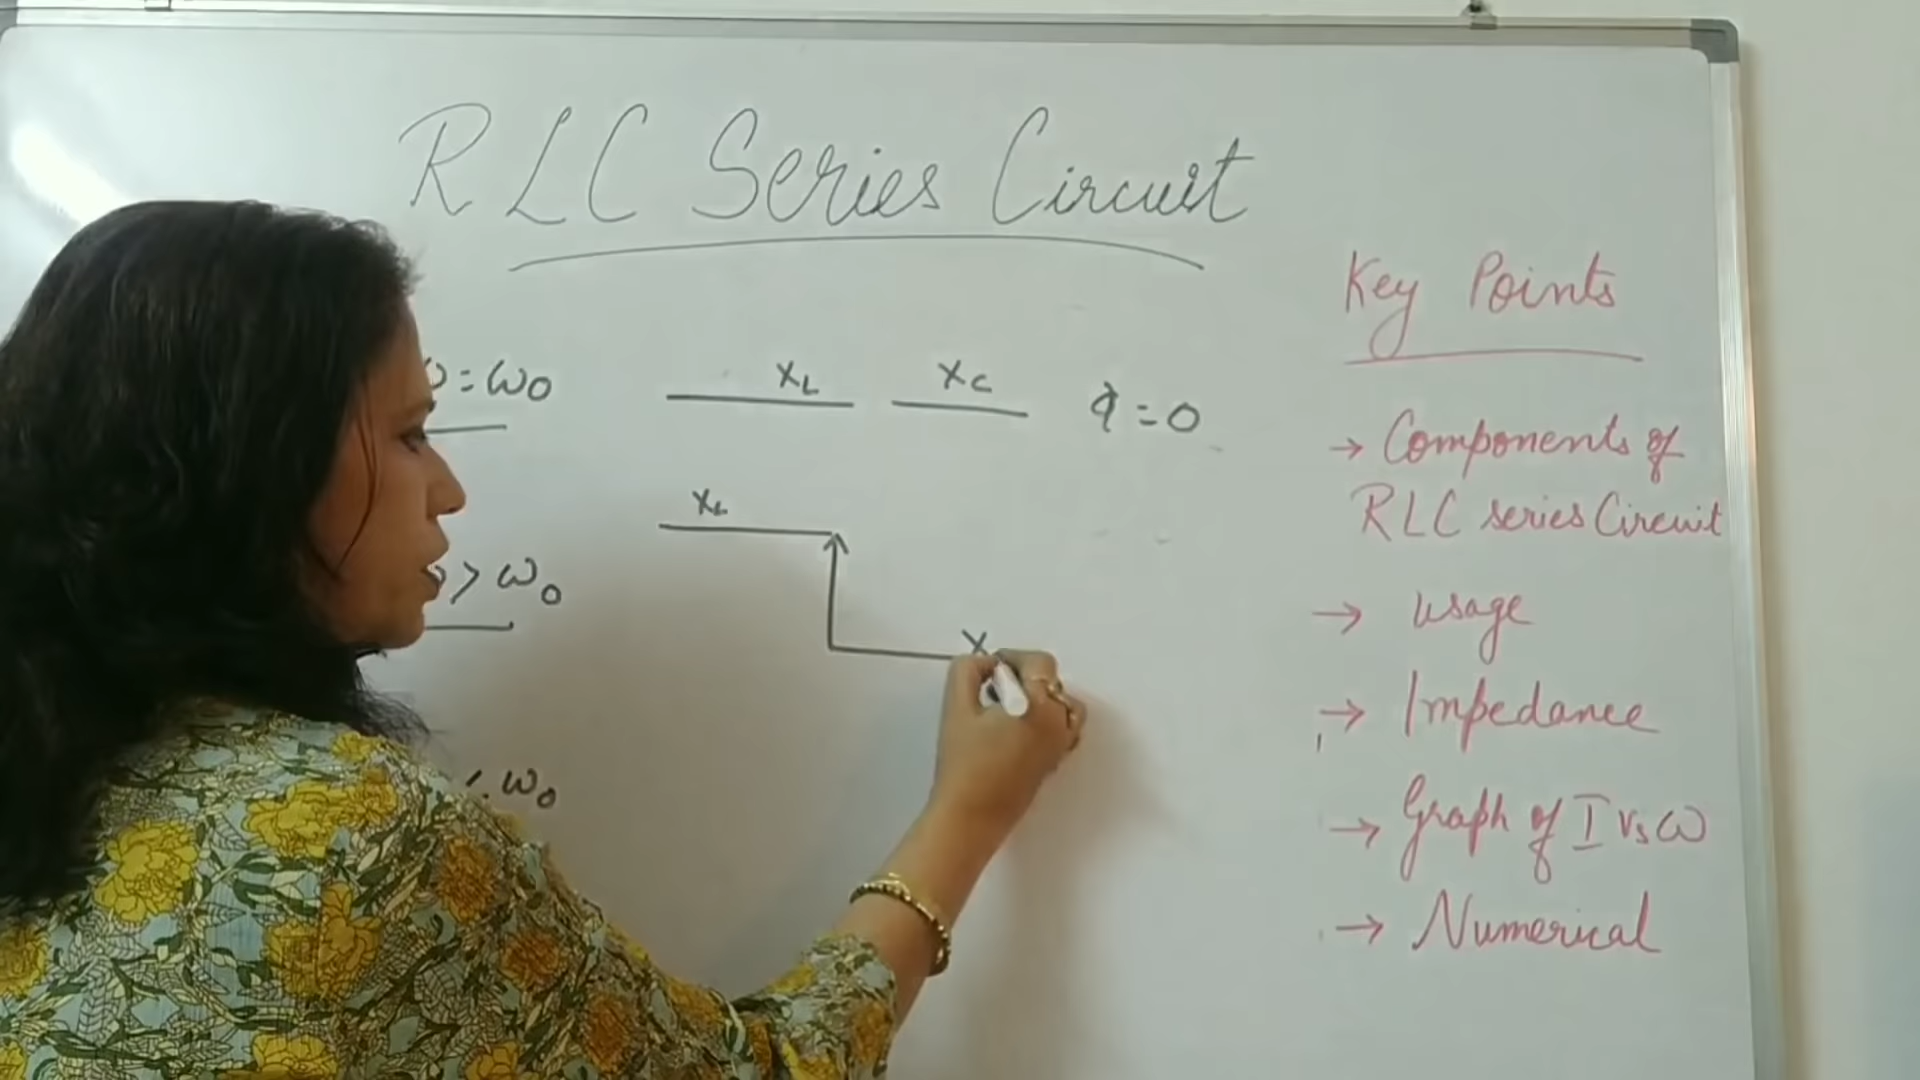 RLC Series Circuit
Key Points
ω = ω0
XL XC φ = 0
→ Components of
RLC series Circuit
XL
> ω0
→ Usage
X
→ Impedance
< ω0
→ Graph of I vs ω
→ Numerical